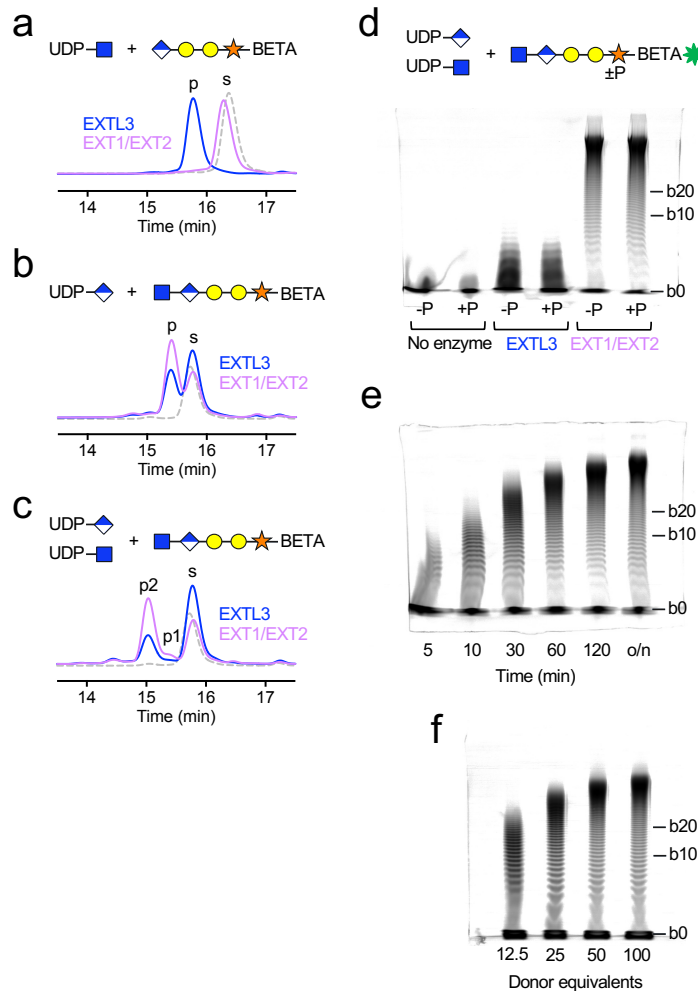 a
UDP + BETA
EXTL3
EXT1/EXT2
p s
14 15 16 17
Time (min)
b
UDP + BETA
p s
EXTL3
EXT1/EXT2
14 15 16 17
Time (min)
c
UDP
UDP + BETA
p2 p1 s
EXTL3
EXT1/EXT2
14 15 16 17
Time (min)
d
UDP
UDP + BETA
±P
b20
b10
b0
-P +P -P +P -P +P
No enzyme EXTL3 EXT1/EXT2
e
b20
b10
b0
5 10 30 60 120 o/n
Time (min)
f
b20
b10
b0
12.5 25 50 100
Donor equivalents